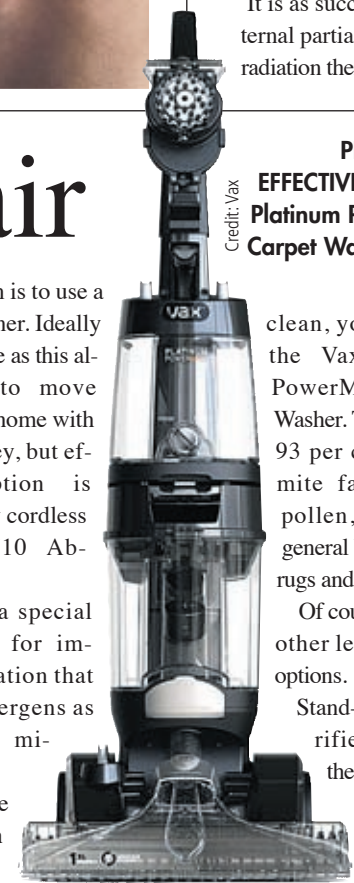 It is as succ
ternal partia
radiation the
P
EFFECTIVE
Platinum P
Carpet Wa
Credit: Vax
air
n is to use a
ner. Ideally
e as this al-
to move
home with
ey, but ef-
ption is
cordless
10 Ab-
a special
for im-
ation that
ergens as
mi-
e
vax
clean, yo
the Vax
PowerM
Washer. T
93 per c
mite fa
pollen,
general
rugs and
Of cou
other le
options.
Stand-
rifie
the